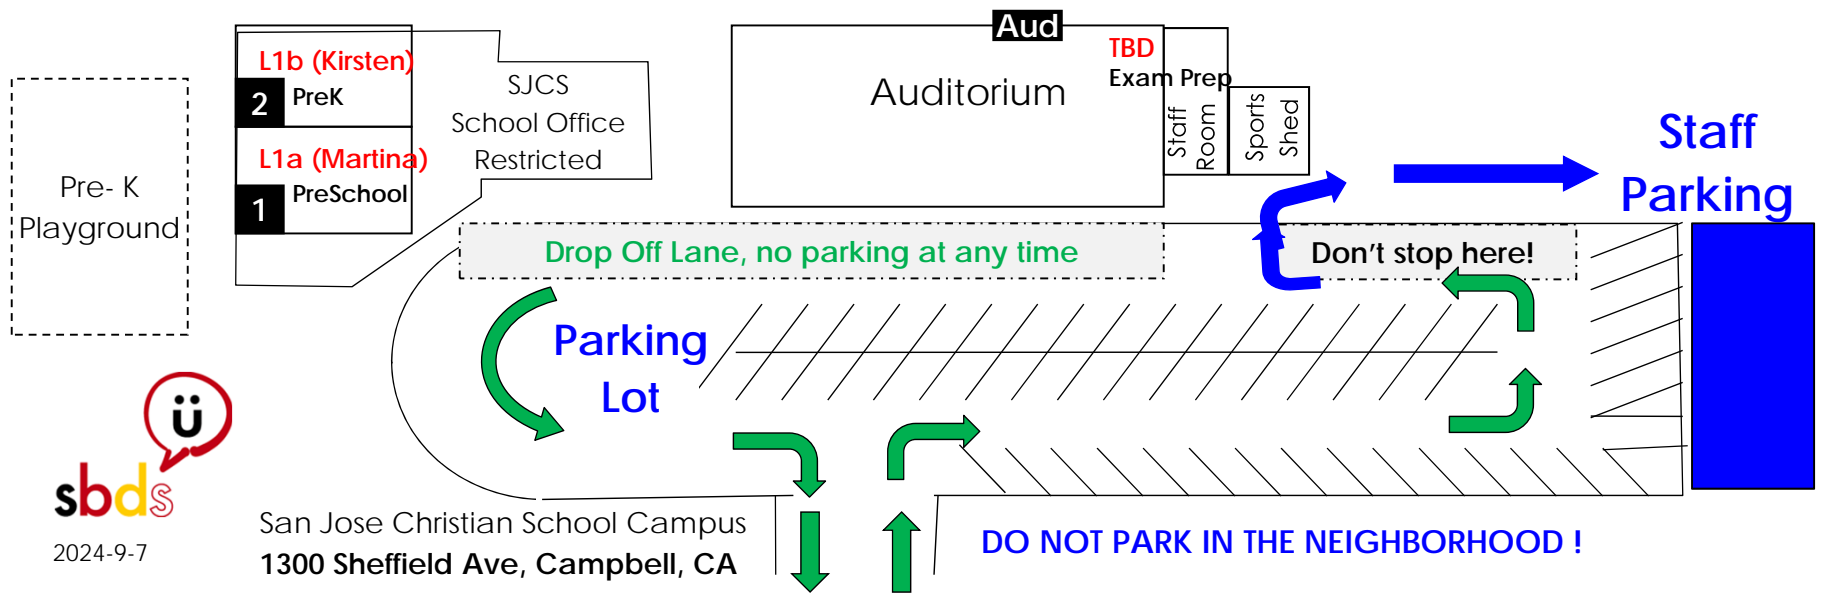 Aud
L1b (Kirsten)
2
PreK
L1a (Martina)
1
PreSchool
SJCS
School Office
Restricted
Auditorium
TBD
Exam Prep
Staff
Room
Sports
Shed
Staff
Parking
Pre- K
Playground
Drop Off Lane, no parking at any time
Don't stop here!
Parking
Lot
ü
sbds
2024-9-7
San Jose Christian School Campus
1300 Sheffield Ave, Campbell, CA
DO NOT PARK IN THE NEIGHBORHOOD !